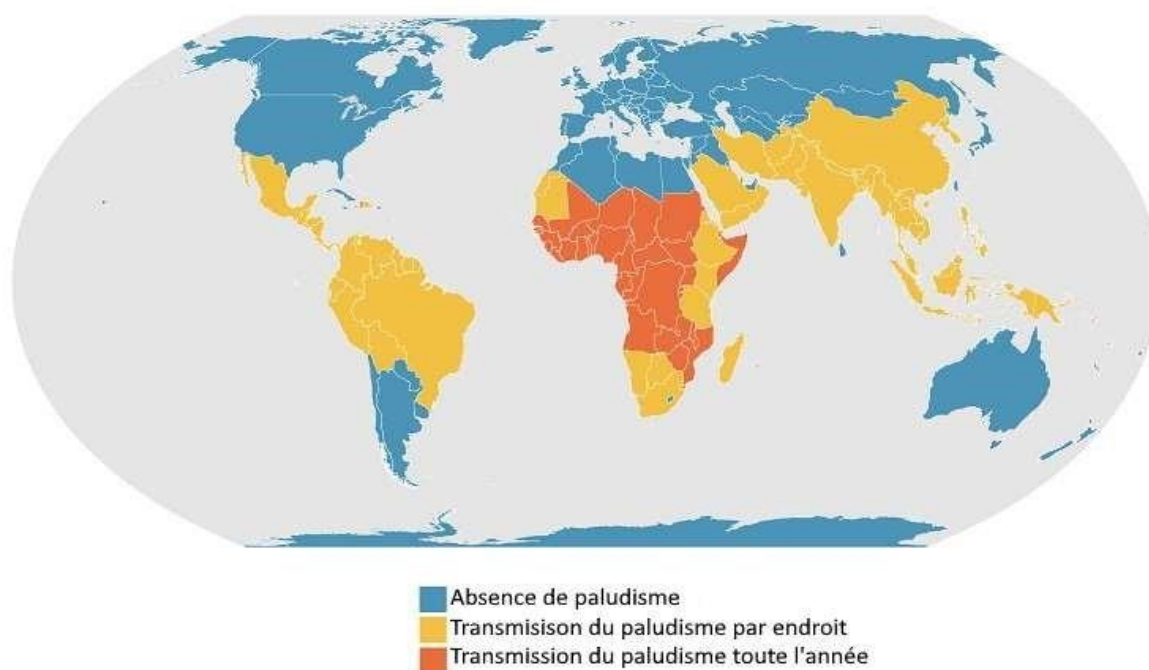 Absence de paludisme
Transmisison du paludisme par endroit
Transmission du paludisme toute l'année